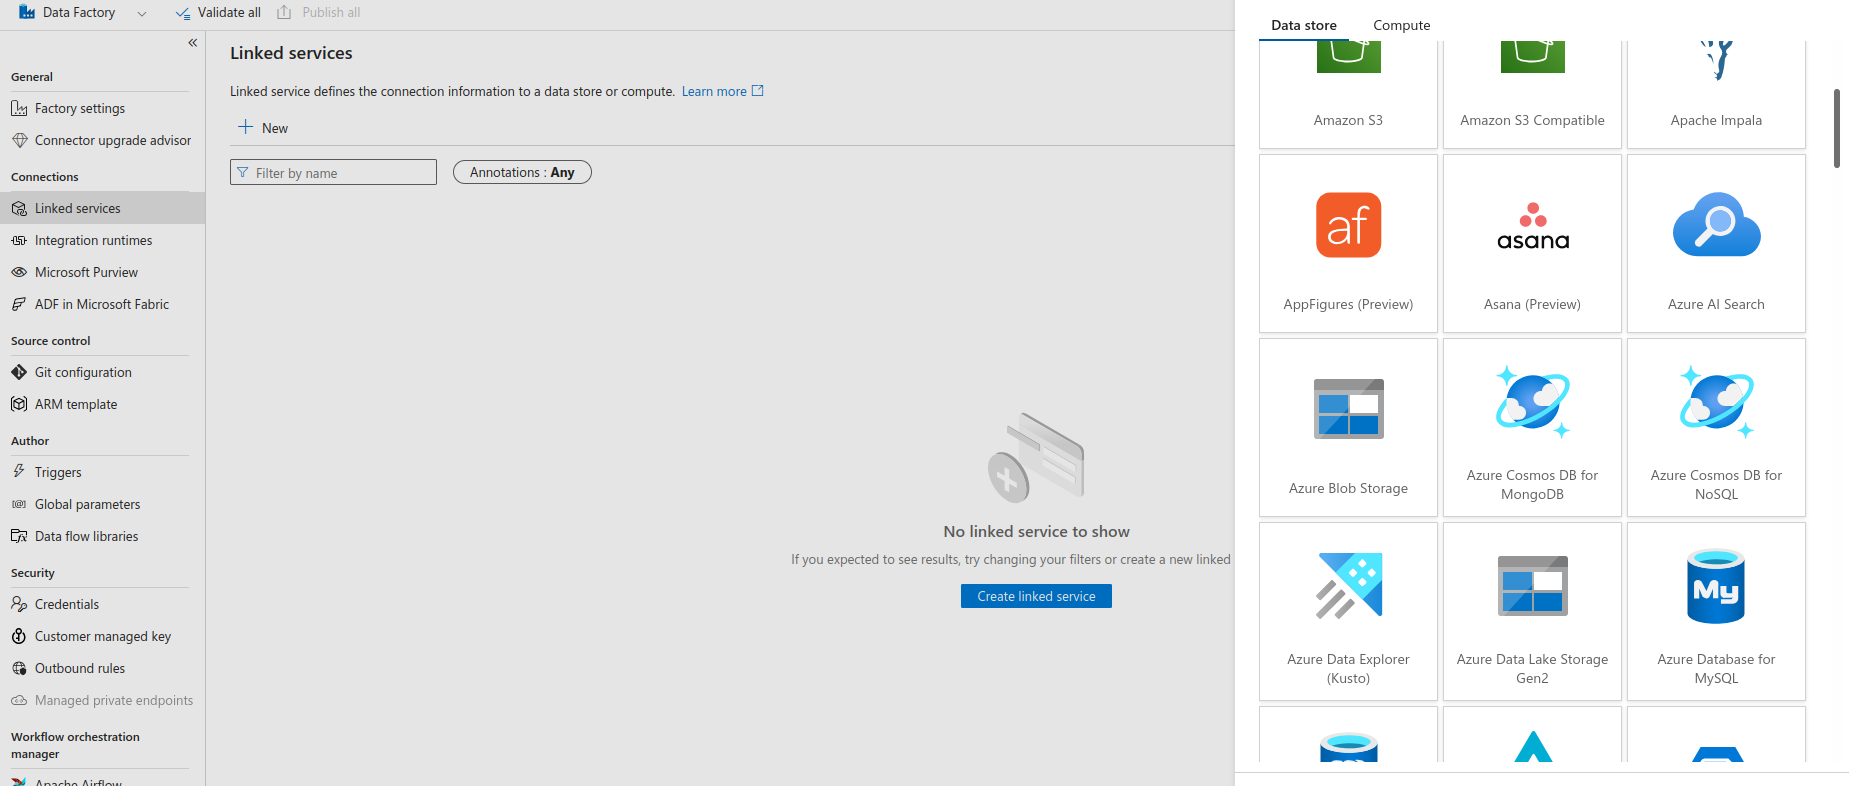 Data Factory
Validate all
Publish all
General
Factory settings
Connector upgrade advisor
Connections
Linked services
Integration runtimes
Microsoft Purview
ADF in Microsoft Fabric
Source control
Git configuration
ARM template
Author
Triggers
Global parameters
Data flow libraries
Security
Credentials
Customer managed key
Outbound rules
Managed private endpoints
Workflow orchestration
manager
Apache Airflow
Linked services
Linked service defines the connection information to a data store or compute. Learn more
New
Filter by name
Annotations : Any
No linked service to show
If you expected to see results, try changing your filters or create a new linked
Create linked service
Data store
Compute
Amazon S3
Amazon S3 Compatible
Apache Impala
af
asana
AppFigures (Preview)
Asana (Preview)
Azure AI Search
Azure Blob Storage
Azure Cosmos DB for
MongoDB
Azure Cosmos DB for
NoSQL
My
Azure Data Explorer
(Kusto)
Azure Data Lake Storage
Gen2
Azure Database for
MySQL